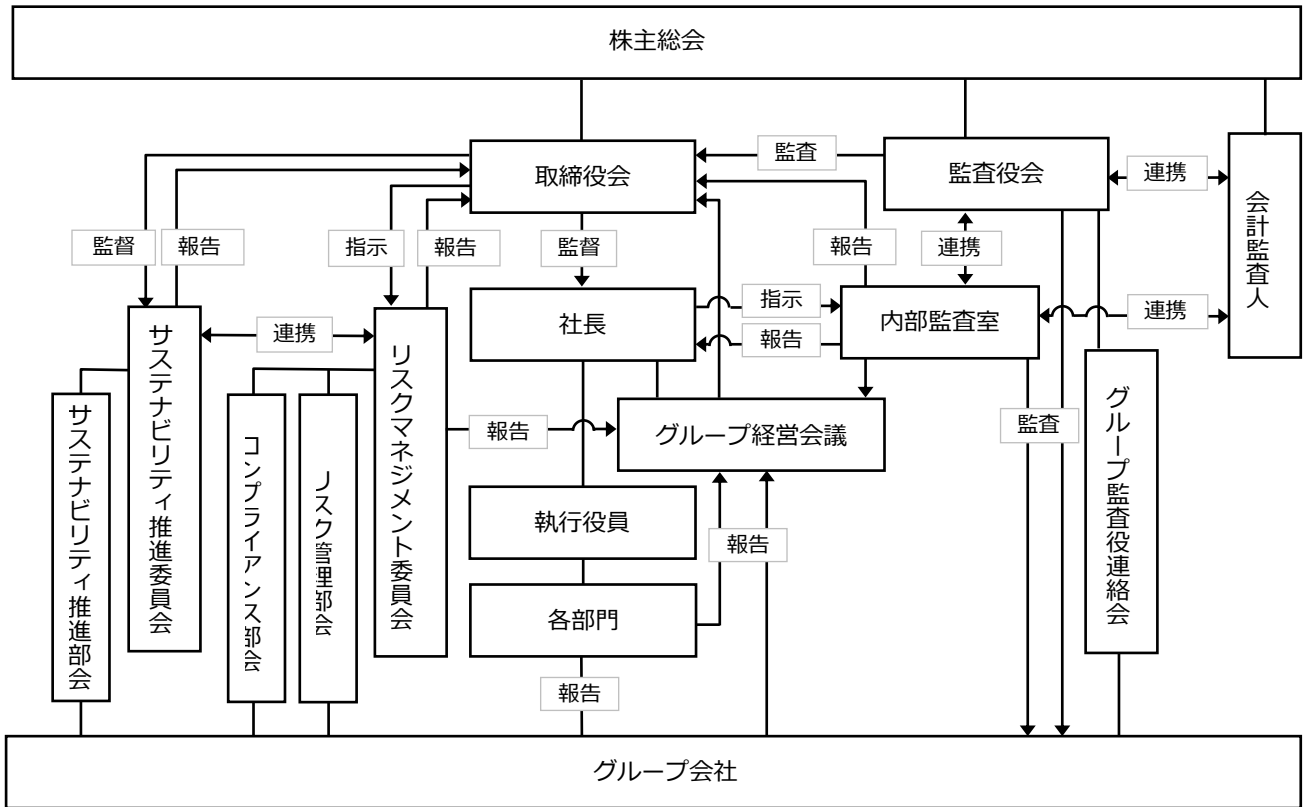 株主総会
取締役会
監査
監査役会
連携
会計監査人
監督
報告
指示
報告
監督
報告
連携
社長
指示
報告
内部監査室
連携
サステナビリティ推進委員会
連携
リスクマネジメント委員会
サステナビリティ推進部会
コンプライアンス部会
リスク管理部会
報告
グループ経営会議
監査
グループ監査役連絡会
執行役員
報告
各部門
報告
グループ会社